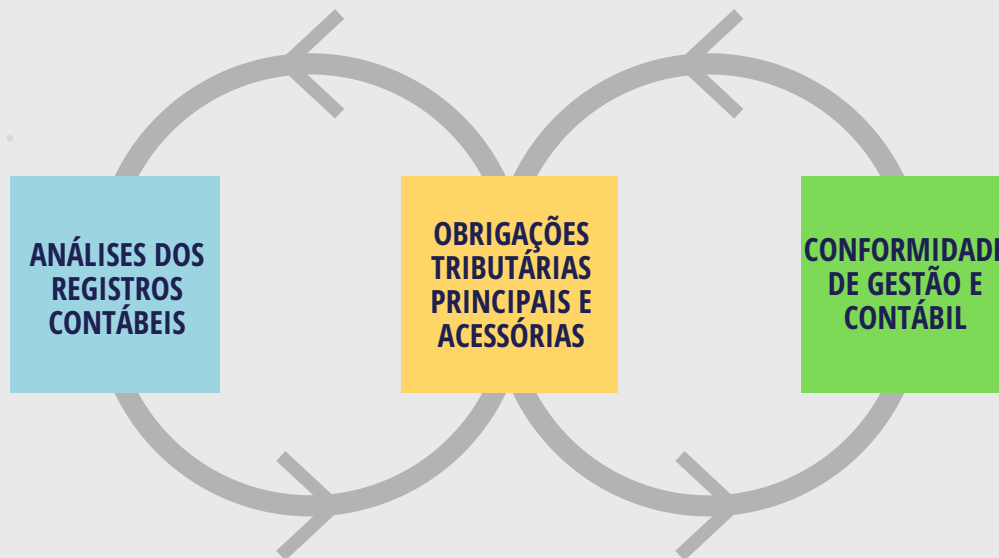 ANÁLISES DOS
REGISTROS
CONTÁBEIS
OBRIGAÇÕES
TRIBUTÁRIAS
PRINCIPAIS E
ACESSÓRIAS
CONFORMIDADE
DE GESTÃO E
CONTÁBIL